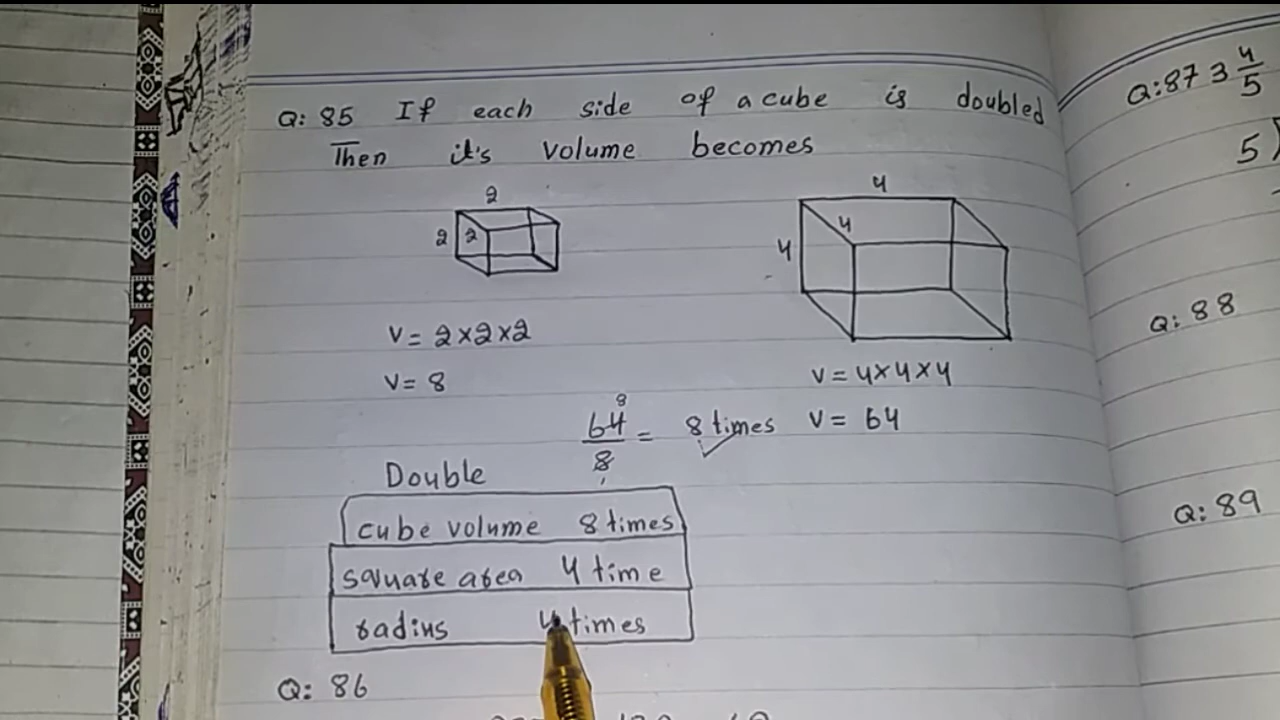 Q: 85 If each side of a cube is doubled
Then it's volume becomes
2
2 2
4
4
4
V = 2×2×2
V = 8
V = 4×4×4
V = 64
64/8 = 8 times
8
Double
cube volume 8 times
square area 4 time
radius 4 times
Q: 86
Q:87 3 4/5
5)
Q: 88
Q: 89